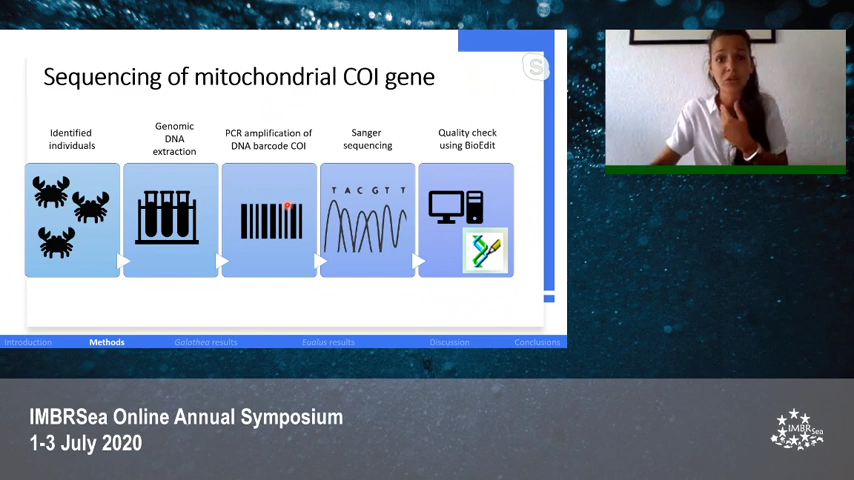 Sequencing of mitochondrial COI gene
Identified
individuals
Genomic
DNA
extraction
PCR amplification of
DNA barcode COI
Sanger
sequencing
Quality check
using BioEdit
T A C G T T
Introduction
Methods
Galathea results
Eualus results
Discussion
Conclusions
IMBRSea Online Annual Symposium
1-3 July 2020
IMBRSea